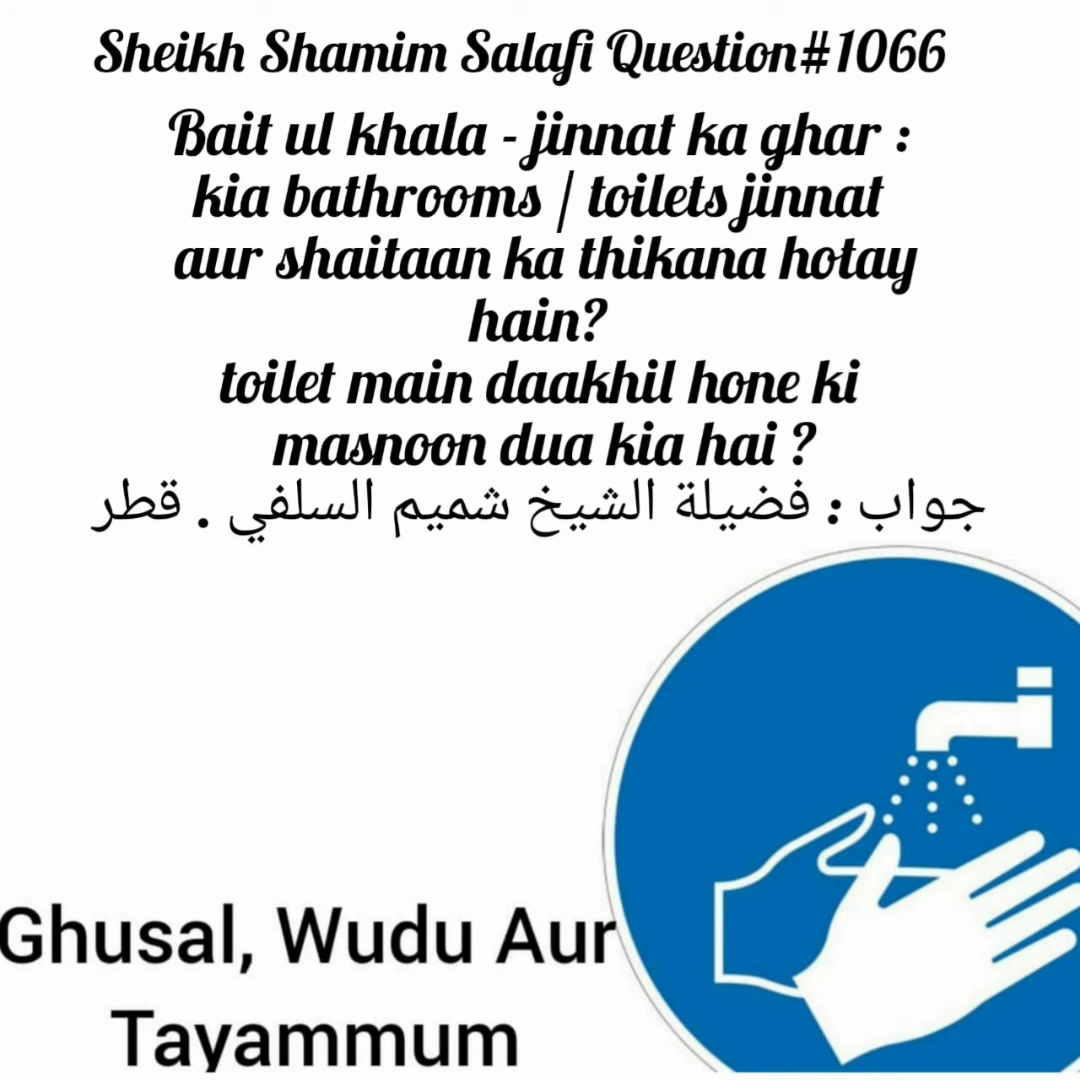 Sheikh Shamim Salafi Question#1066
Bait ul khala - jinnat ka ghar :
kia bathrooms / toilets jinnat
aur shaitaan ka thikana hotay
hain?
toilet main daakhil hone ki
masnoon dua kia hai ?
جواب : فضيلة الشيخ شميم السلفي . قطر
Ghusal, Wudu Aur
Tayammum